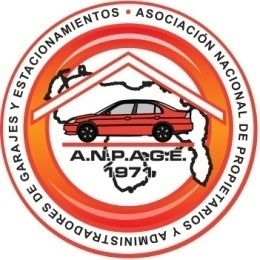 ASOCIACIÓN NACIONAL DE PROPIETARIOS Y ADMINISTRADORES DE GARAJES Y ESTACIONAMIENTOS •
A.N.P.A.G.E.
1971